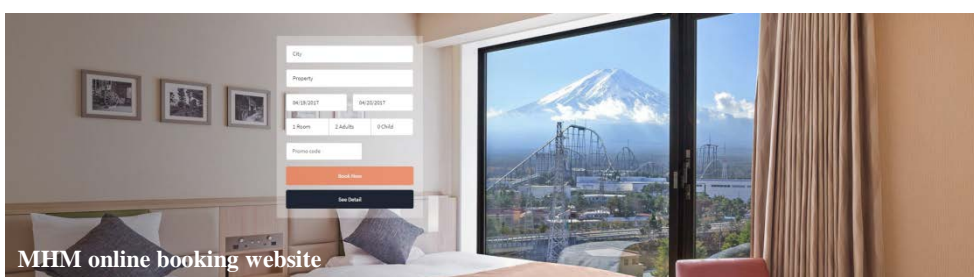 City
Property
04/19/2017 04/20/2017
1 Room 2 Adults 0 Child
Promo code
Book Now
See Detail
MHM online booking website